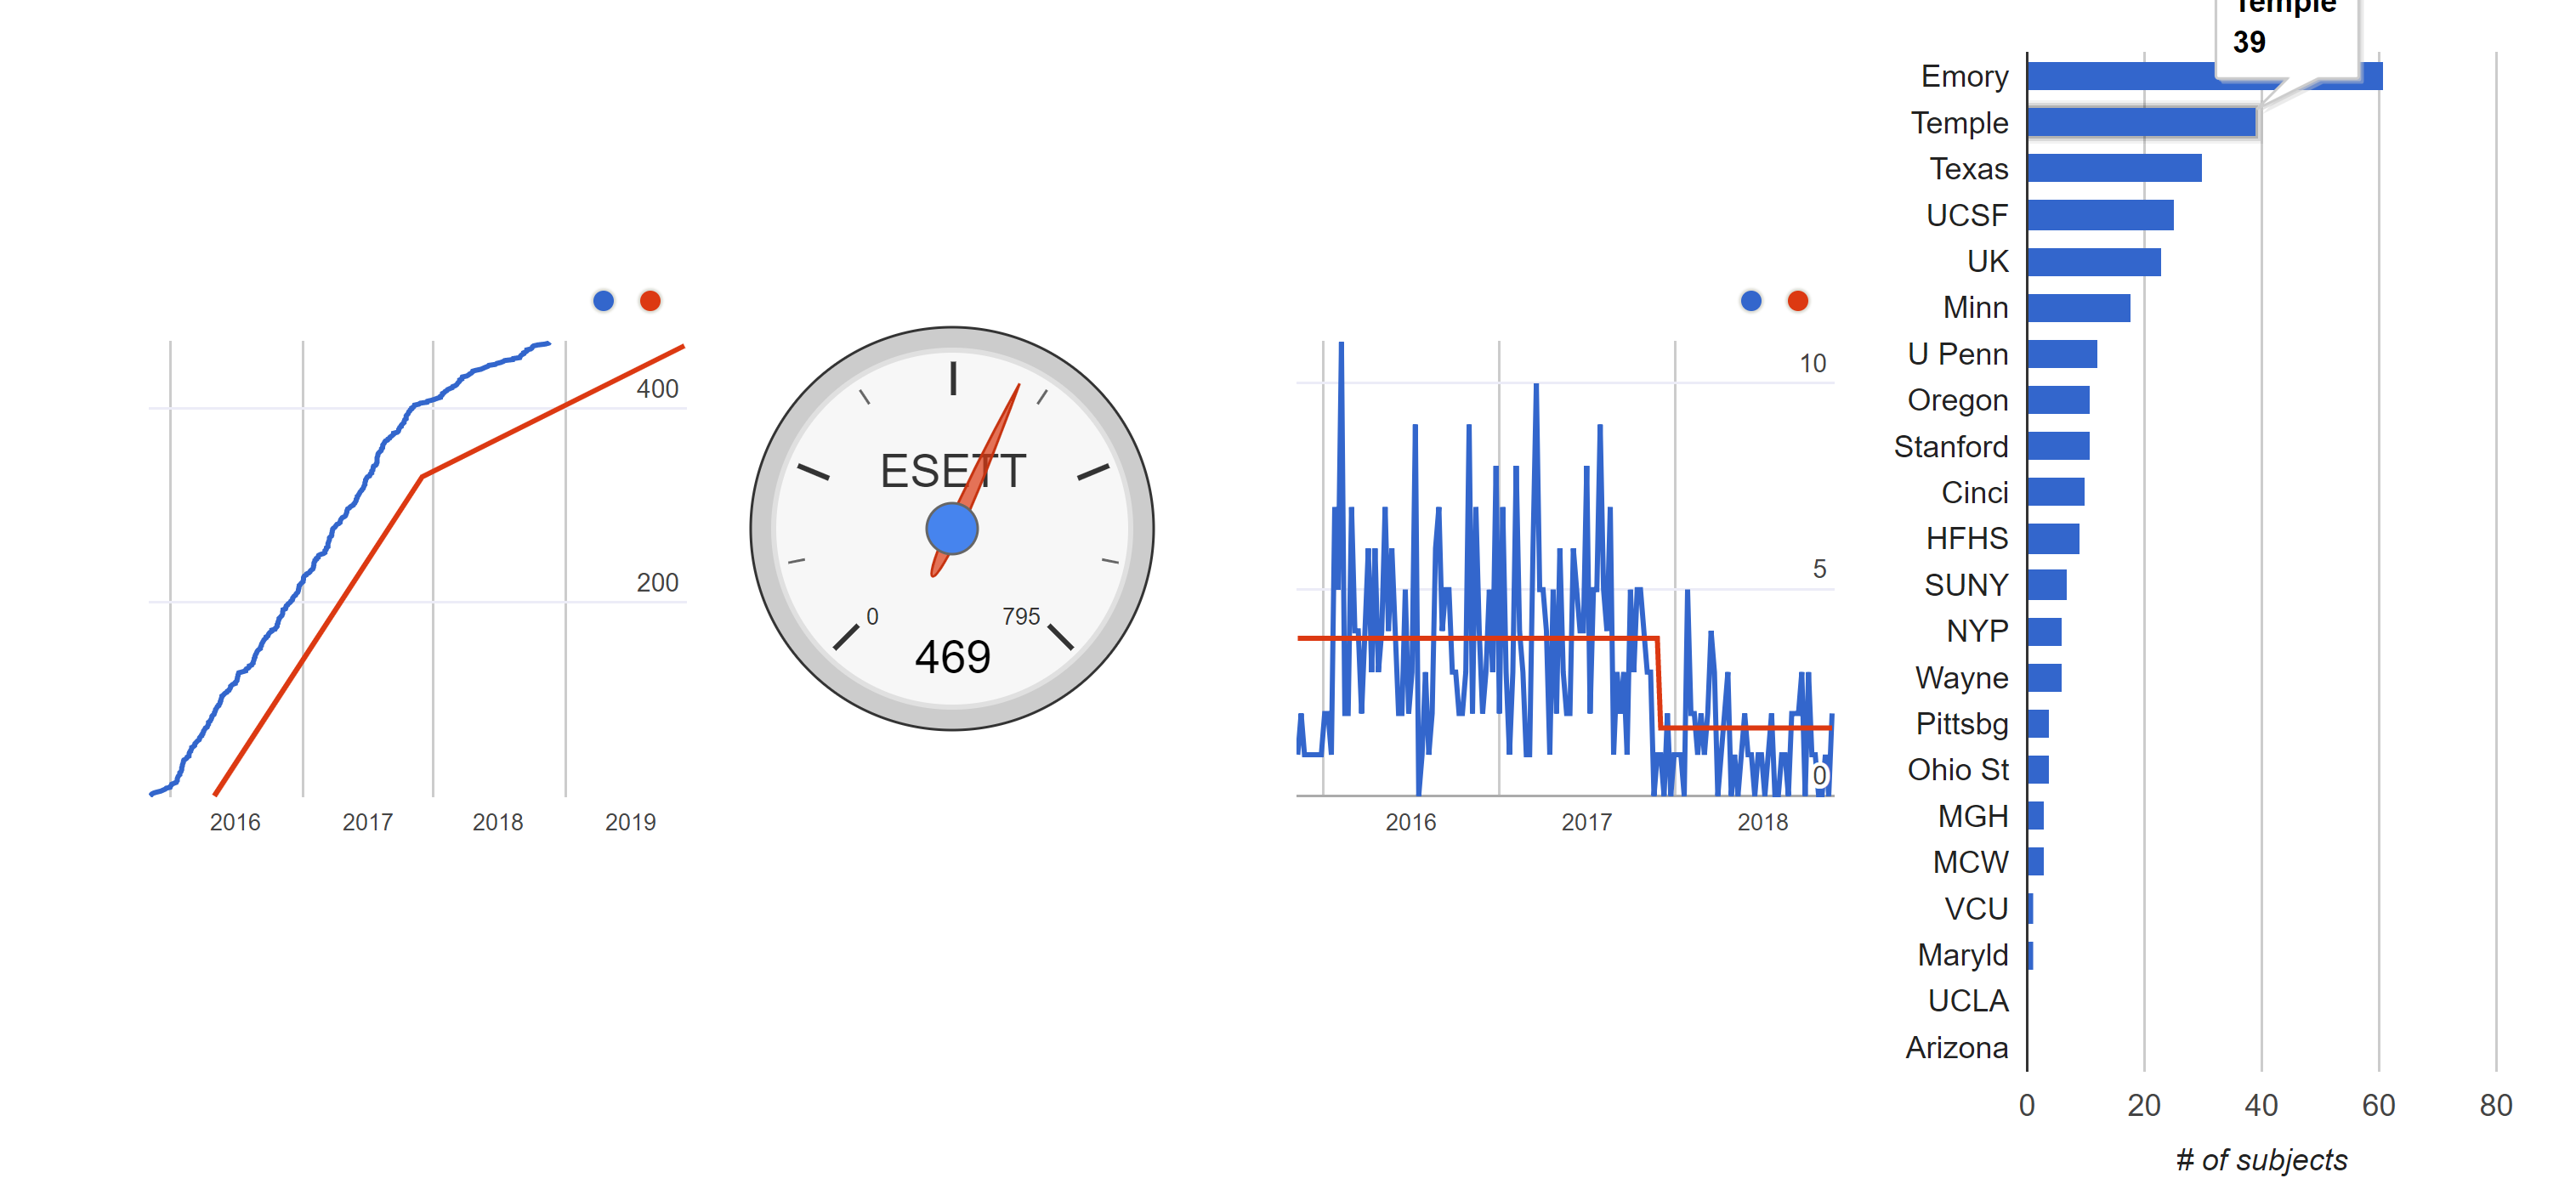 400
200
2016 2017 2018 2019
ESETT
0 795
469
10
5
0
2016 2017 2018
Temple
39
Emory
Temple
Texas
UCSF
UK
Minn
U Penn
Oregon
Stanford
Cinci
HFHS
SUNY
NYP
Wayne
Pittsbg
Ohio St
MGH
MCW
VCU
Maryld
UCLA
Arizona
0 20 40 60 80
# of subjects